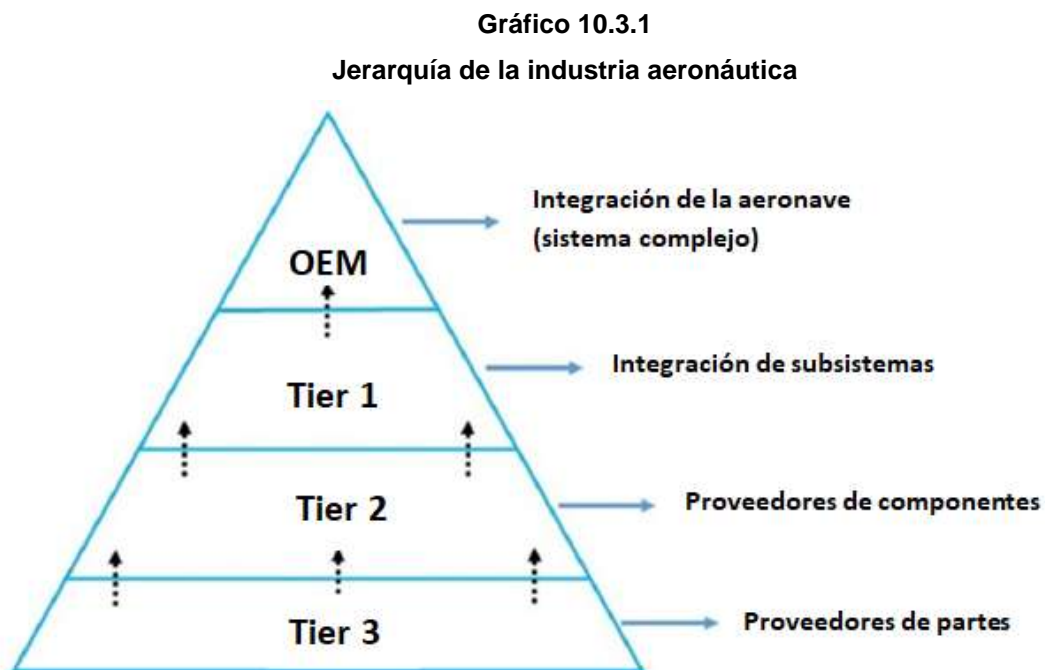 Gráfico 10.3.1
Jerarquía de la industria aeronáutica
Integración de la aeronave
(sistema complejo)
OEM
Integración de subsistemas
Tier 1
Tier 2
Proveedores de componentes
Tier 3
Proveedores de partes